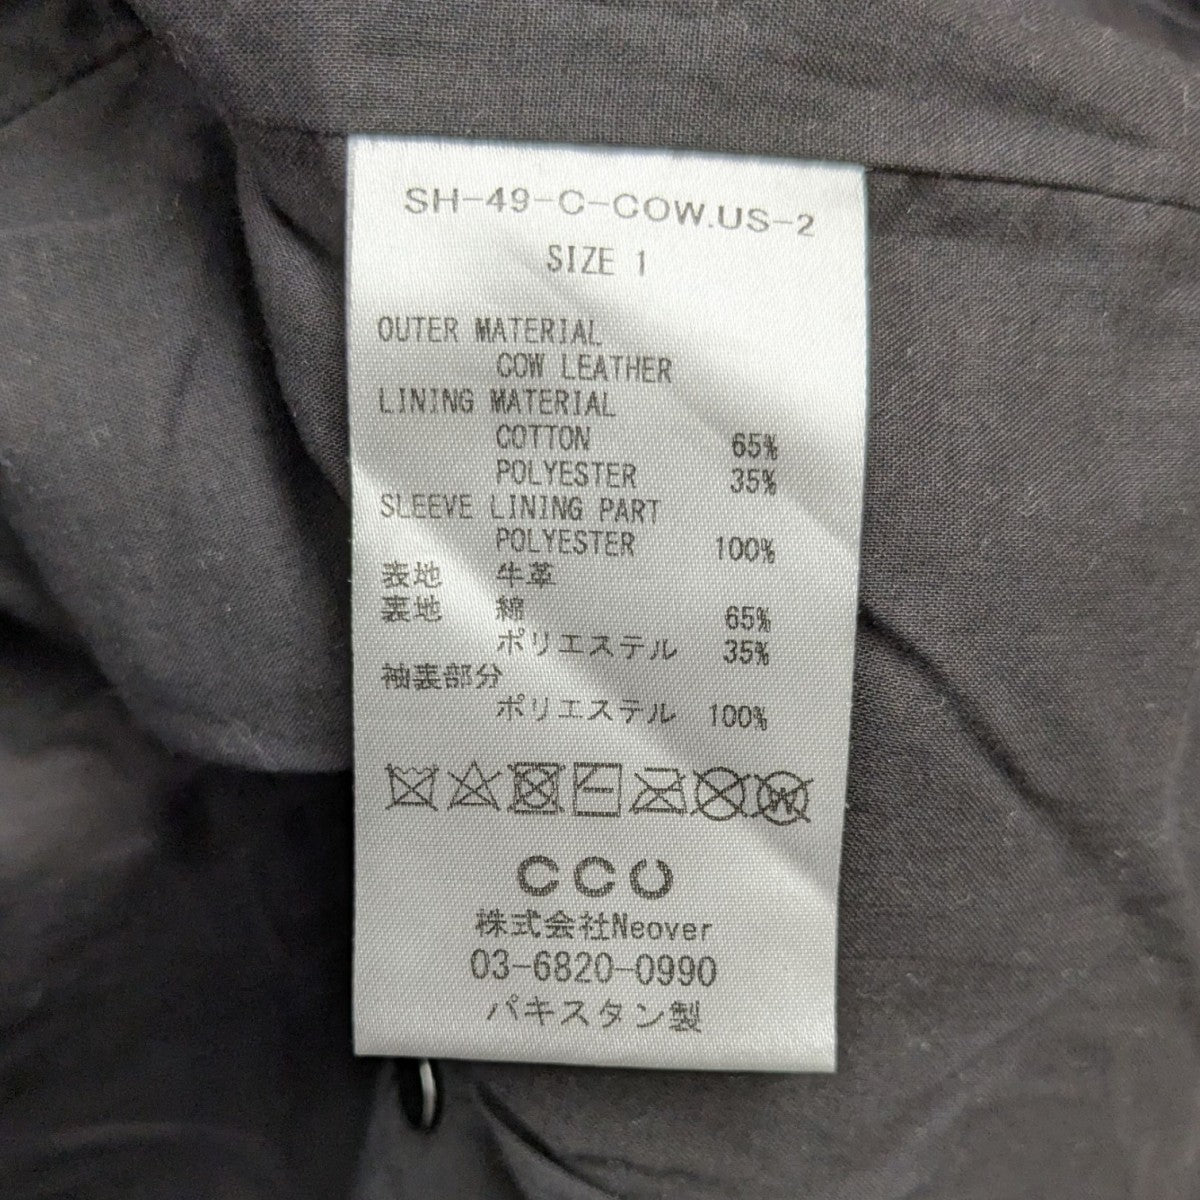 SH-49-C-COW.US-2
SIZE 1
OUTER MATERIAL
COW LEATHER
LINING MATERIAL
COTTON 65%
POLYESTER 35%
SLEEVE LINING PART
POLYESTER 100%
表地 牛革
裏地 綿 65%
ポリエステル 35%
袖裏部分
ポリエステル 100%
W
CCU
株式会社Neover
03-6820-0990
パキスタン製